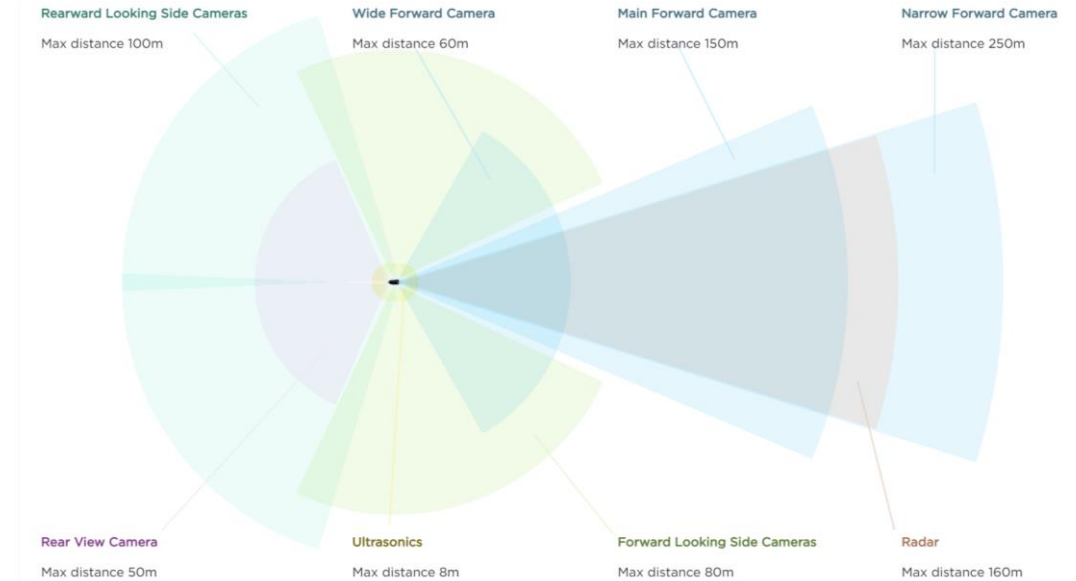 Rearward Looking Side Cameras
Max distance 100m
Wide Forward Camera
Max distance 60m
Main Forward Camera
Max distance 150m
Narrow Forward Camera
Max distance 250m
Rear View Camera
Max distance 50m
Ultrasonics
Max distance 8m
Forward Looking Side Cameras
Max distance 80m
Radar
Max distance 160m